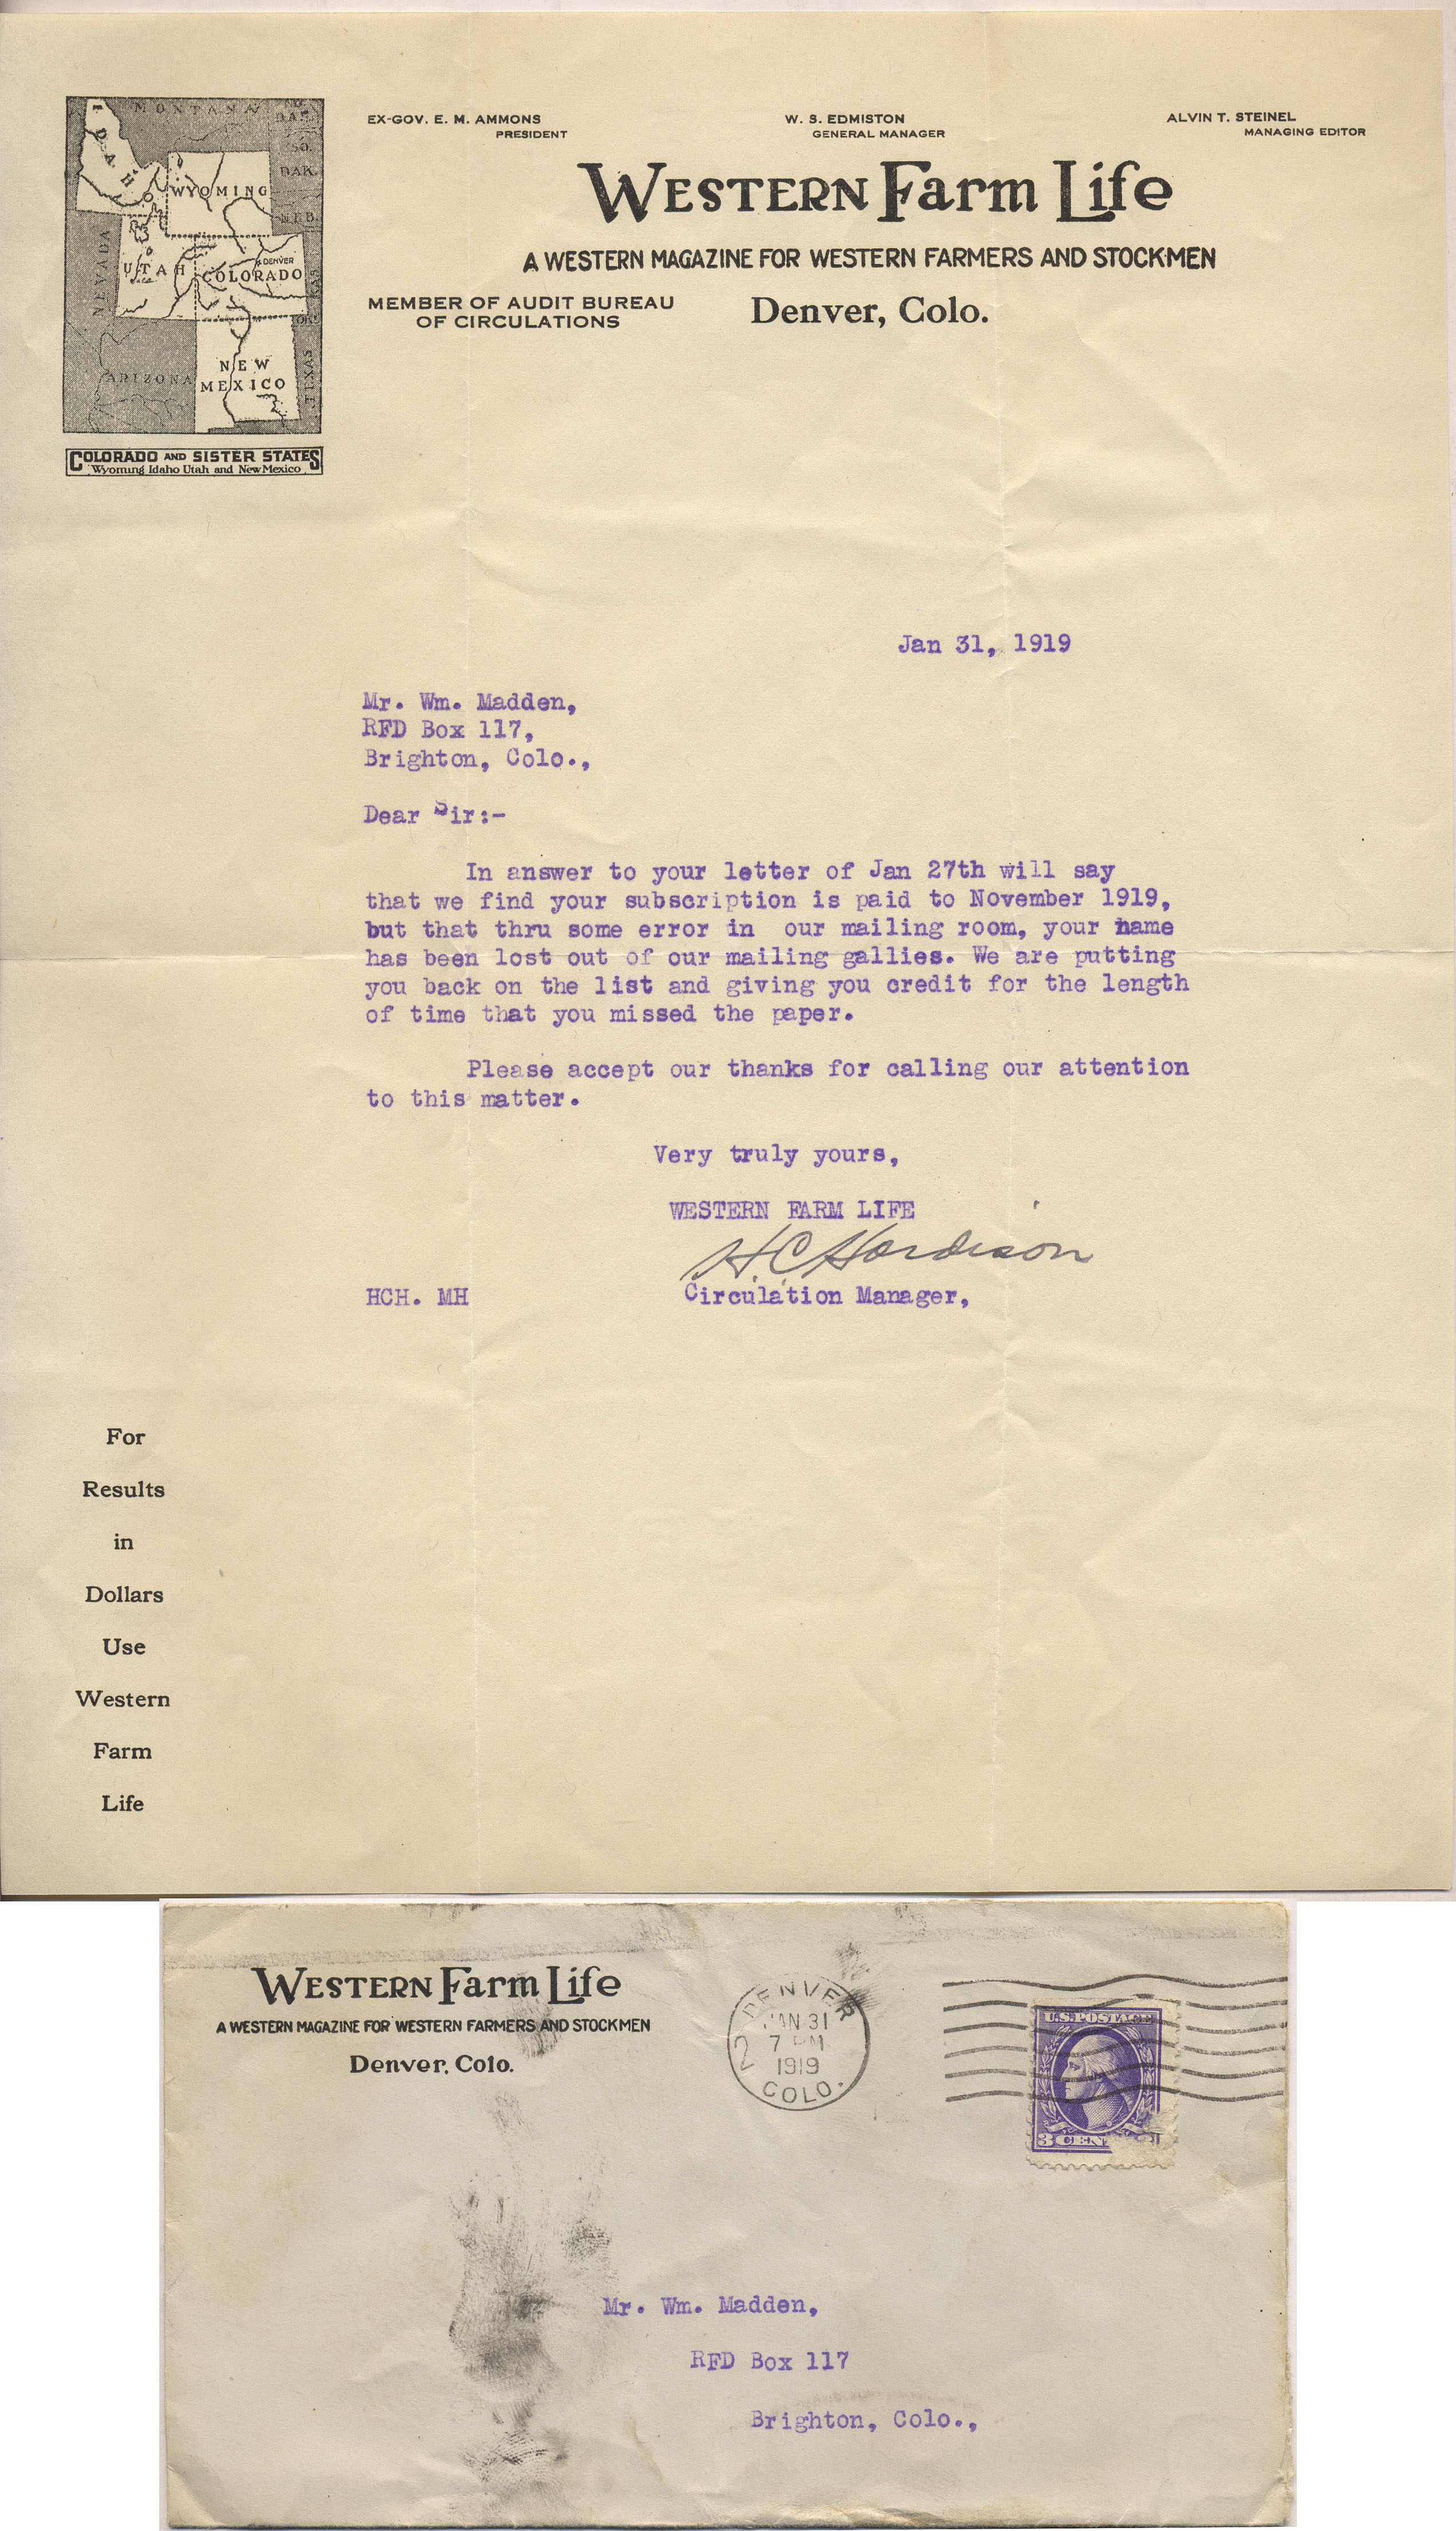 MONTANA
DAK.
SO.
DAK.
IDAHO
WYOMING
NEB.
NEVADA
UTAH
DENVER
COLORADO
KAS
OKL
ARIZONA
NEW
MEXICO
TEXAS
COLORADO AND SISTER STATES
Wyoming Idaho Utah and New Mexico
EX-GOV. E. M. AMMONS
PRESIDENT
W. S. EDMISTON
GENERAL MANAGER
ALVIN T. STEINEL
MANAGING EDITOR
WESTERN Farm Life
A WESTERN MAGAZINE FOR WESTERN FARMERS AND STOCKMEN
MEMBER OF AUDIT BUREAU
OF CIRCULATIONS
Denver, Colo.
Jan 31, 1919
Mr. Wm. Madden,
RFD Box 117,
Brighton, Colo.,
Dear Sir:-
In answer to your letter of Jan 27th will say
that we find your subscription is paid to November 1919,
but that thru some error in our mailing room, your name
has been lost out of our mailing gallies. We are putting
you back on the list and giving you credit for the length
of time that you missed the paper.
Please accept our thanks for calling our attention
to this matter.
Very truly yours,
WESTERN FARM LIFE
H.C. Hardison
HCH. MH
Circulation Manager,
For
Results
in
Dollars
Use
Western
Farm
Life
WESTERN Farm Life
A WESTERN MAGAZINE FOR WESTERN FARMERS AND STOCKMEN
Denver, Colo.
DENVER
JAN 31
7 PM
1919
COLO.
2
U.S. POSTAGE
3 CEN
Mr. Wm. Madden,
RFD Box 117
Brighton, Colo.,